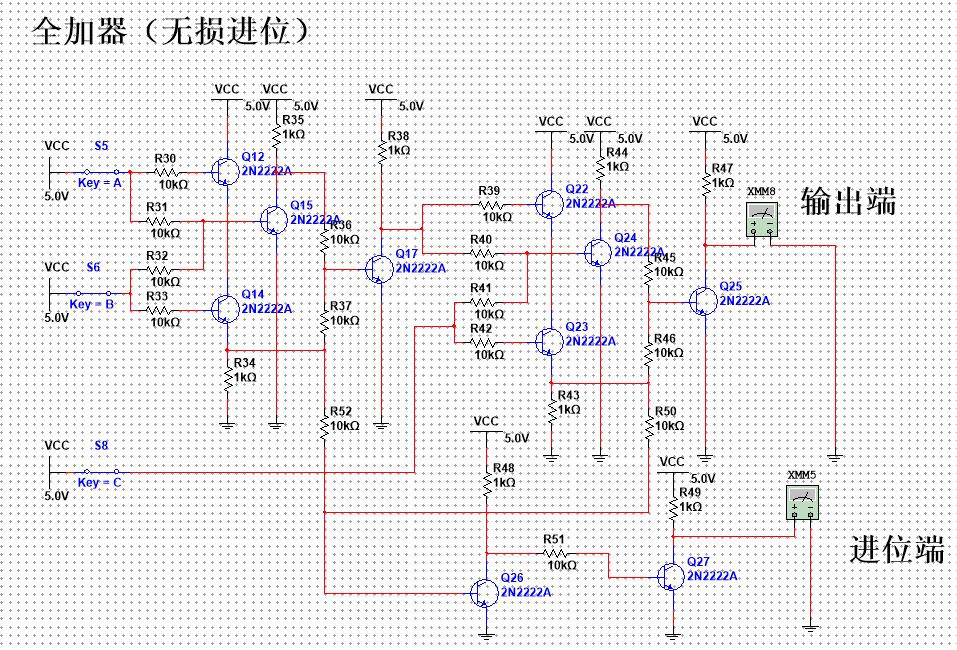 全加器（无损进位）
VCC
5.0V
VCC
5.0V
R35
1kΩ
VCC
5.0V
R38
1kΩ
VCC
5.0V
VCC
5.0V
R44
1kΩ
VCC
5.0V
R47
1kΩ
VCC
5.0V
S5
Key = A
R30
10kΩ
Q12
2N2222A
R31
10kΩ
Q15
2N2222A
R36
10kΩ
R39
10kΩ
Q22
2N2222A
XMM8
输出端
R40
10kΩ
Q24
2N2222A
R45
10kΩ
VCC
5.0V
S6
Key = B
R32
10kΩ
R33
10kΩ
Q14
2N2222A
Q17
2N2222A
R37
10kΩ
R41
10kΩ
R42
10kΩ
Q23
2N2222A
Q25
2N2222A
R46
10kΩ
R34
1kΩ
R52
10kΩ
R43
1kΩ
R50
10kΩ
VCC
5.0V
S8
Key = C
VCC
5.0V
R48
1kΩ
VCC
5.0V
R49
1kΩ
XMM5
进位端
R51
10kΩ
Q26
2N2222A
Q27
2N2222A